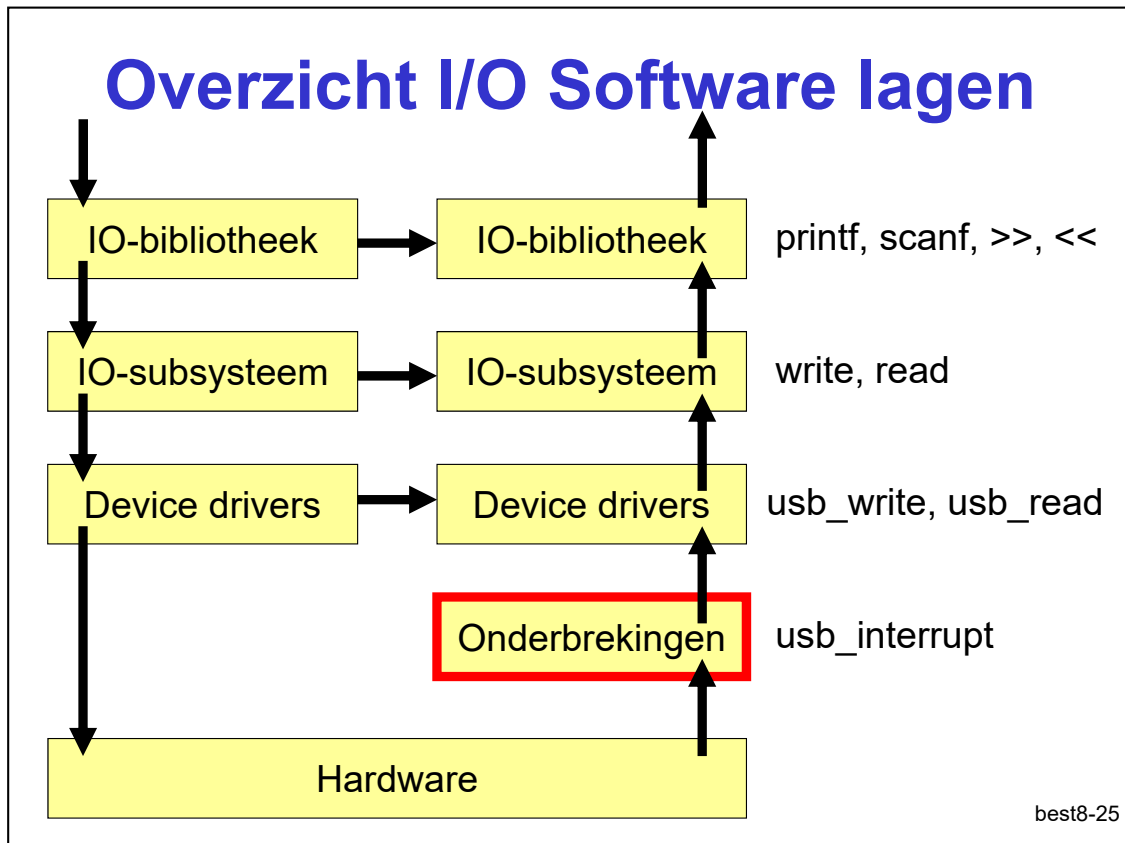 Overzicht I/O Software lagen
IO-bibliotheek IO-bibliotheek printf, scanf, >>, <<
IO-subsysteem IO-subsysteem write, read
Device drivers Device drivers usb_write, usb_read
Onderbrekingen usb_interrupt
Hardware
best8-25